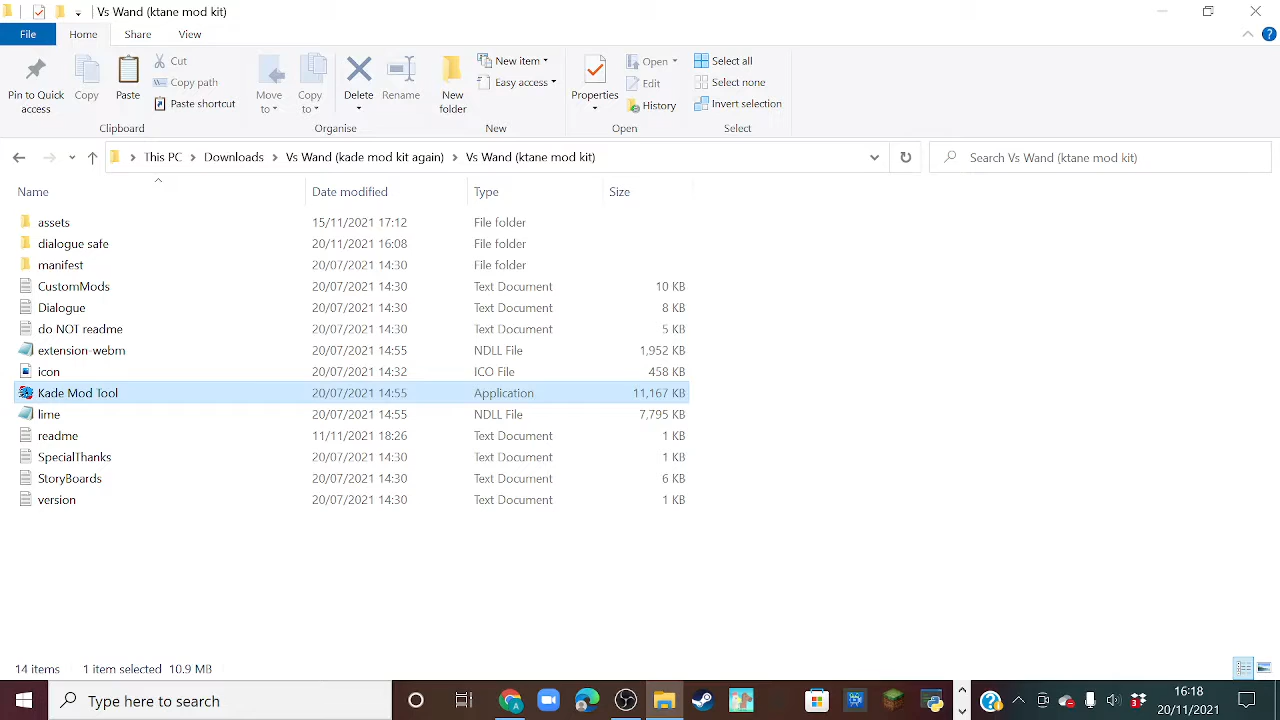 Vs Wand (ktane mod kit)
File Home Share View
Pin to Quick access
Copy
Paste
Cut
Copy path
Paste shortcut
Clipboard
Move to
Copy to
Delete
Rename
Organise
New folder
New item
Easy access
New
Properties
Open
Edit
History
Open
Select all
Select none
Invert selection
Select
This PC > Downloads > Vs Wand (kade mod kit again) > Vs Wand (ktane mod kit)
Search Vs Wand (ktane mod kit)
Name Date modified Type Size
assets 15/11/2021 17:12 File folder
dialogue safe 20/11/2021 16:08 File folder
manifest 20/07/2021 14:30 File folder
CustomMods 20/07/2021 14:30 Text Document 10 KB
Dialogue 20/07/2021 14:30 Text Document 8 KB
do NOT readme 20/07/2021 14:30 Text Document 5 KB
extension-webm 20/07/2021 14:55 NDLL File 1,952 KB
icon 20/07/2021 14:32 ICO File 458 KB
Kade Mod Tool 20/07/2021 14:55 Application 11,167 KB
lime 20/07/2021 14:55 NDLL File 7,795 KB
readme 11/11/2021 18:26 Text Document 1 KB
SpecialThanks 20/07/2021 14:30 Text Document 1 KB
StoryBoards 20/07/2021 14:30 Text Document 6 KB
version 20/07/2021 14:30 Text Document 1 KB
14 items 1 item selected 10.9 MB
Type here to search
16:18
20/11/2021